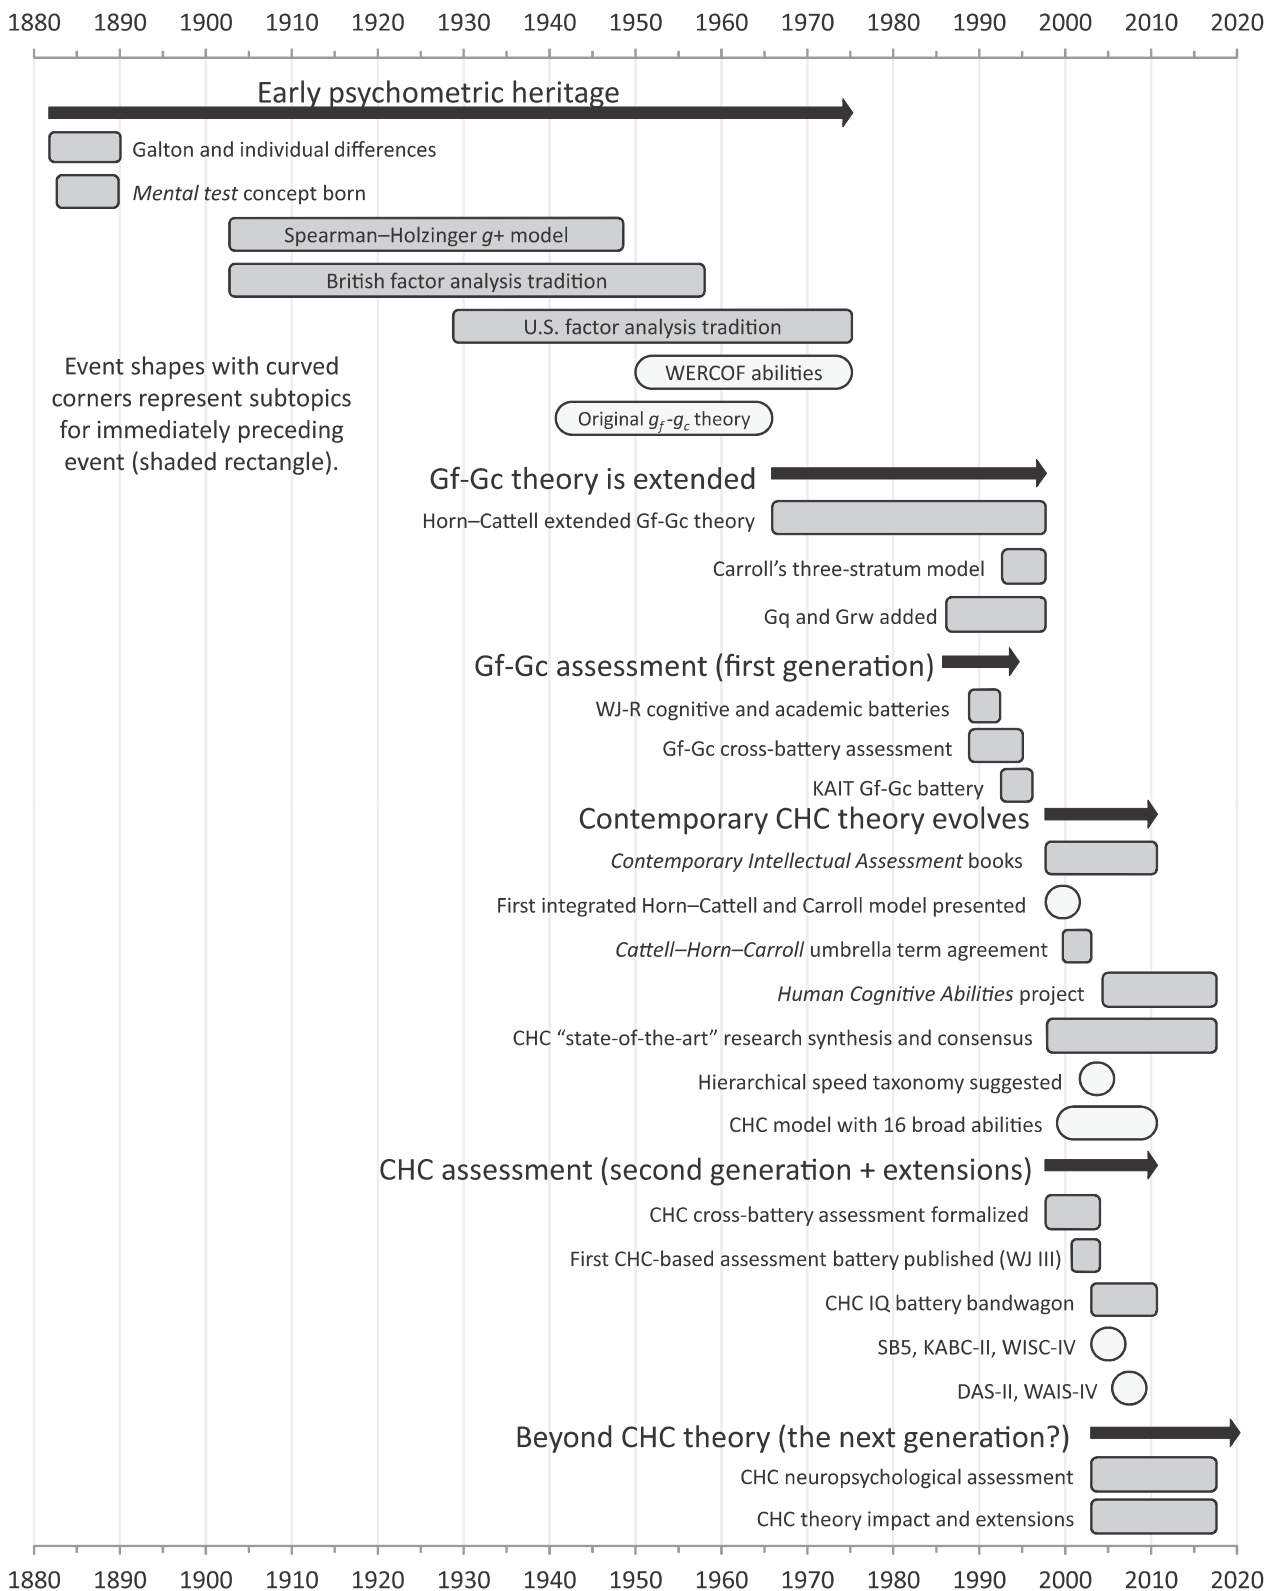 1880 1890 1900 1910 1920 1930 1940 1950 1960 1970 1980 1990 2000 2010 2020
Early psychometric heritage
Galton and individual differences
Mental test concept born
Spearman–Holzinger g+ model
British factor analysis tradition
U.S. factor analysis tradition
Event shapes with curved
corners represent subtopics
for immediately preceding
event (shaded rectangle).
WERCOF abilities
Original gf-gc theory
Gf-Gc theory is extended
Horn–Cattell extended Gf-Gc theory
Carroll’s three-stratum model
Gq and Grw added
Gf-Gc assessment (first generation)
WJ-R cognitive and academic batteries
Gf-Gc cross-battery assessment
KAIT Gf-Gc battery
Contemporary CHC theory evolves
Contemporary Intellectual Assessment books
First integrated Horn–Cattell and Carroll model presented
Cattell–Horn–Carroll umbrella term agreement
Human Cognitive Abilities project
CHC “state-of-the-art” research synthesis and consensus
Hierarchical speed taxonomy suggested
CHC model with 16 broad abilities
CHC assessment (second generation + extensions)
CHC cross-battery assessment formalized
First CHC-based assessment battery published (WJ III)
CHC IQ battery bandwagon
SB5, KABC-II, WISC-IV
DAS-II, WAIS-IV
Beyond CHC theory (the next generation?)
CHC neuropsychological assessment
CHC theory impact and extensions
1880 1890 1900 1910 1920 1930 1940 1950 1960 1970 1980 1990 2000 2010 2020